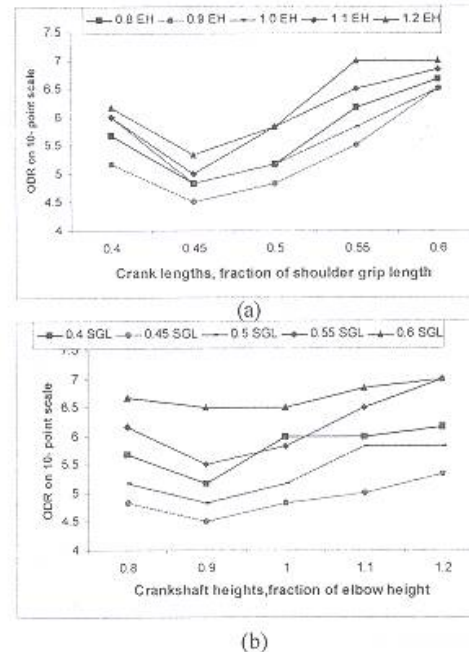 0.8 EH 0.9 EH 1.0 EH 1.1 EH 1.2 EH
7.5
7
6.5
6
5.5
5
4.5
4
ODR on 10- point scale
0.4 0.45 0.5 0.55 0.6
Crank lengths, fraction of shoulder grip length
(a)
0.4 SGL 0.45 SGL 0.5 SGL 0.55 SGL 0.6 SGL
7.5
7
6.5
6
5.5
5
4.5
4
ODR on 10-point scale
0.8 0.9 1 1.1 1.2
Crankshaft heights,fraction of elbow height
(b)